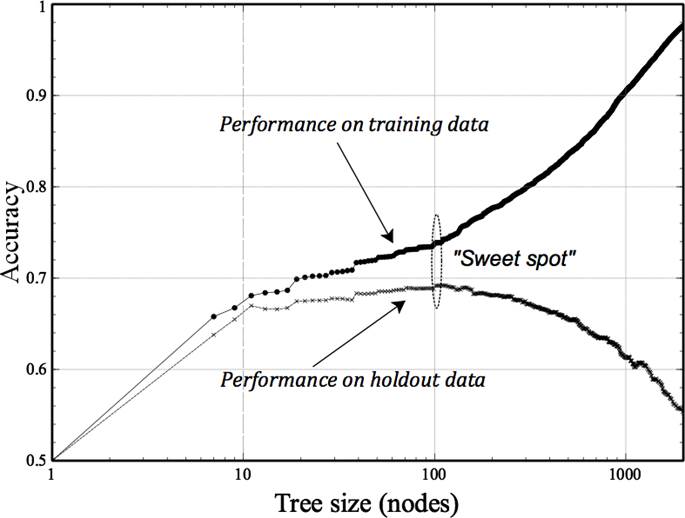 1
0.9
Performance on training data
0.8
Accuracy
"Sweet spot"
0.7
Performance on holdout data
0.6
0.5
1 10 100 1000
Tree size (nodes)